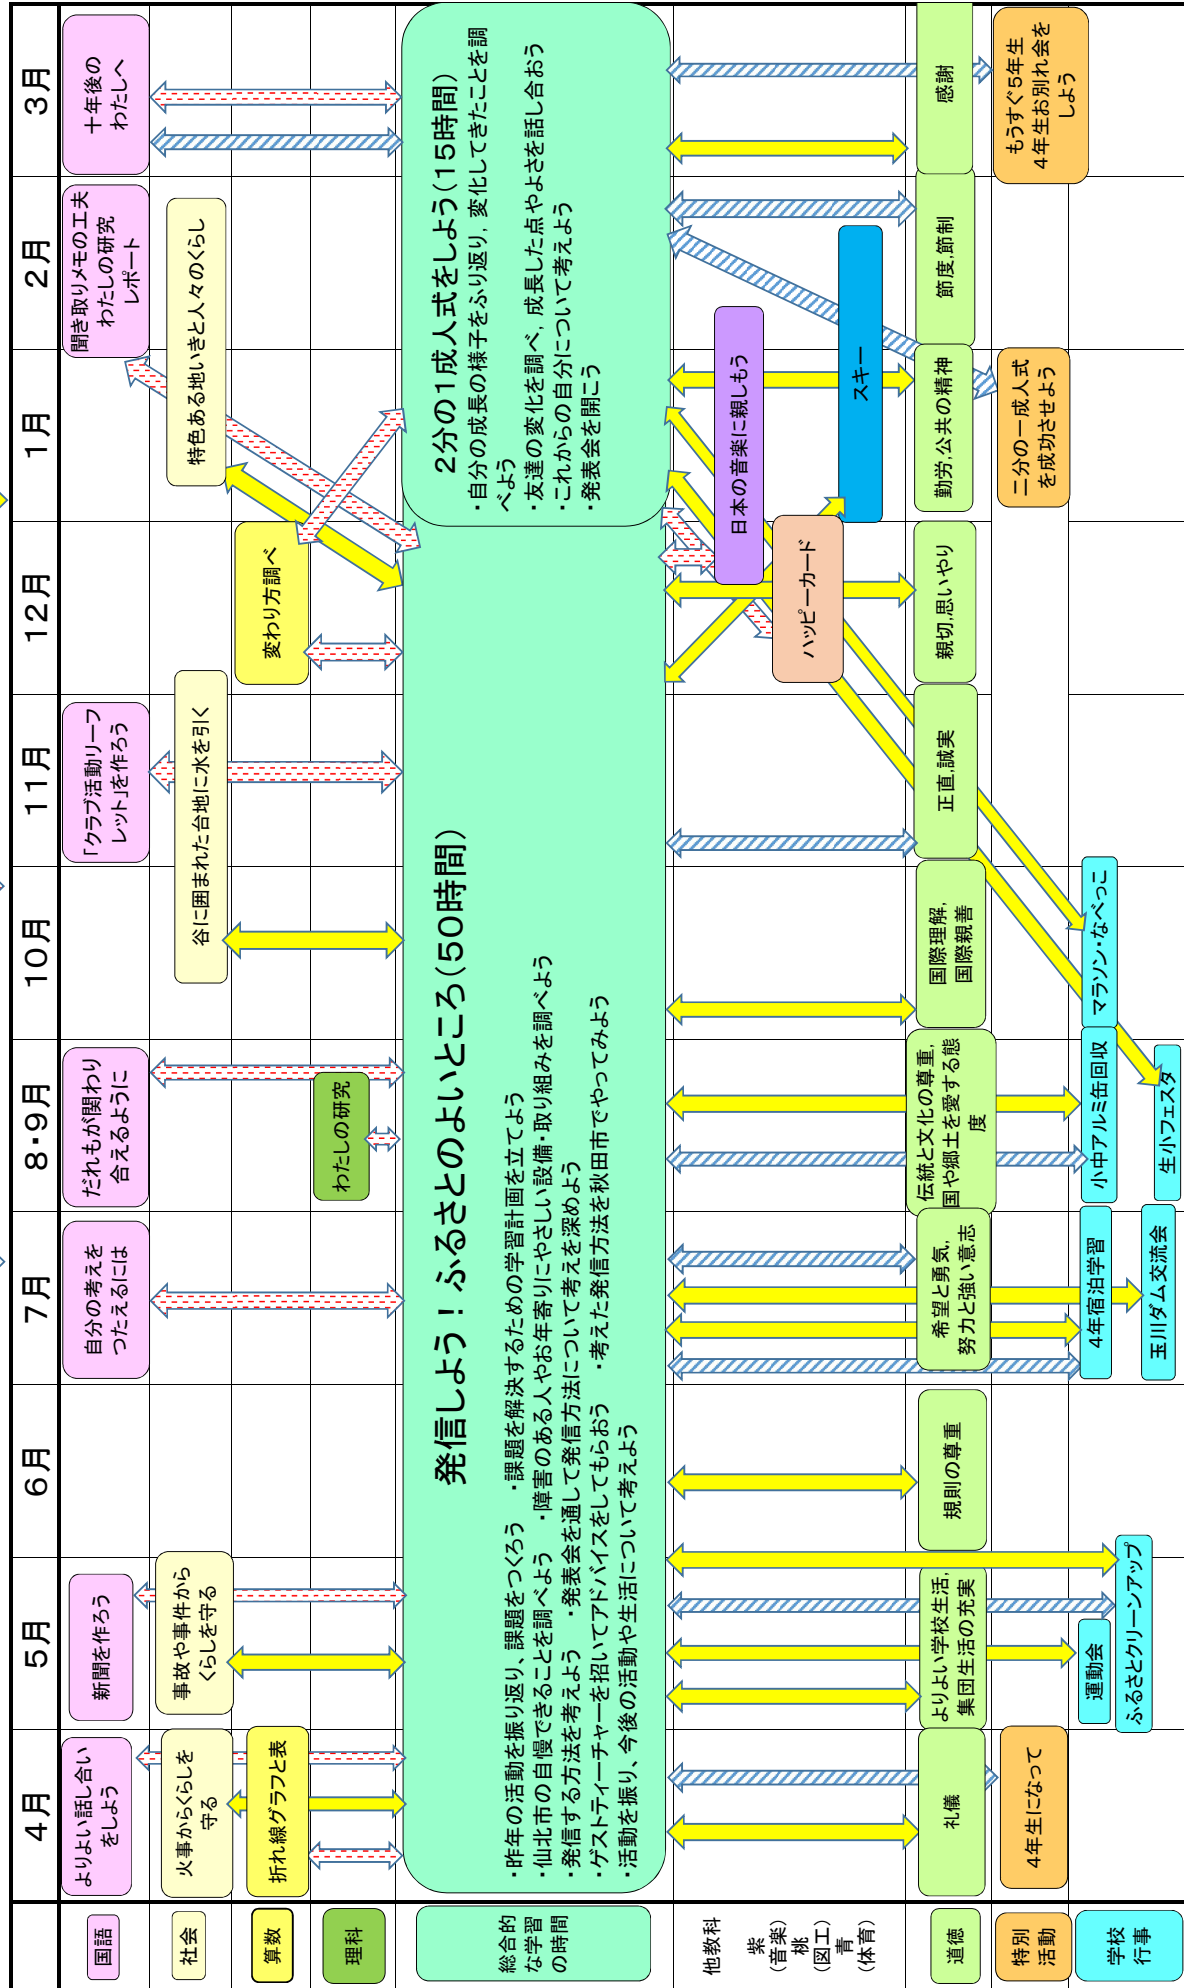 4月
5月
6月
7月
8・9月
10月
11月
12月
1月
2月
3月
国語
よりよい話し合い
をしよう
新聞を作ろう
自分の考えを
つたえるには
だれもが関わり
合えるように
「クラブ活動リーフ
レット」を作ろう
聞き取りメモの工夫
わたしの研究
レポート
十年後の
わたしへ
社会
火事からくらしを
守る
事故や事件から
くらしを守る
谷に囲まれた台地に水を引く
特色ある地いきと人々のくらし
算数
折れ線グラフと表
変わり方調べ
理科
わたしの研究
総合的
な学習
の時間
発信しよう！ふるさとのよいところ(50時間)
・昨年の活動を振り返り、課題をつくろう　・課題を解決するための学習計画を立てよう
・仙北市の自慢できることを調べよう　・障害のある人やお年寄りにやさしい設備・取り組みを調べよう
・発信する方法を考えよう　・発表会を通して発信方法について考えを深めよう
・ゲストティーチャーを招いてアドバイスをしてもらおう　・考えた発信方法を秋田市でやってみよう
・活動を振り、今後の活動や生活について考えよう
2分の1成人式をしよう(15時間)
・自分の成長の様子をふり返り，変化してきたことを調
べよう
・友達の変化を調べ，成長した点やよさを話し合おう
・これからの自分について考えよう
・発表会を開こう
他教科
紫
(音楽)
桃
(図工)
青
(体育)
日本の音楽に親しもう
ハッピーカード
スキー
道徳
礼儀
よりよい学校生活,
集団生活の充実
規則の尊重
希望と勇気,
努力と強い意志
伝統と文化の尊重,
国や郷土を愛する態
度
国際理解,
国際親善
正直,誠実
親切,思いやり
勤労,公共の精神
節度,節制
感謝
特別
活動
4年生になって
二分の一成人式
を成功させよう
もうすぐ5年生
4年生お別れ会を
しよう
学校
行事
運動会
ふるさとクリーンアップ
4年宿泊学習
玉川ダム交流会
小中アルミ缶回収
生小フェスタ
マラソン・なべっこ